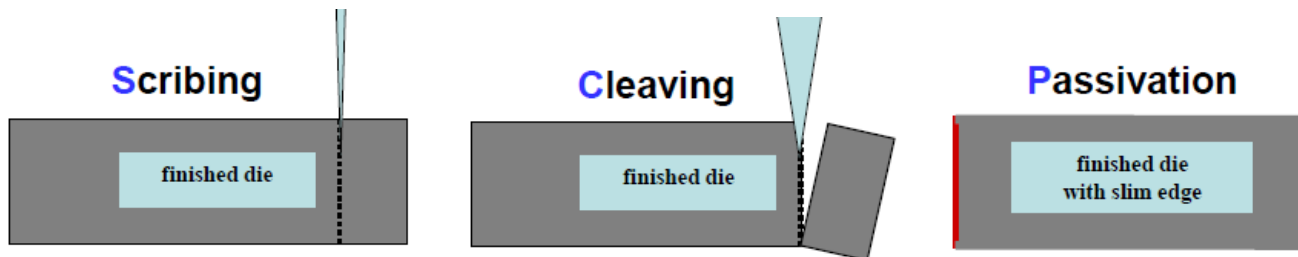 Scribing
finished die
Cleaving
finished die
Passivation
finished die
with slim edge